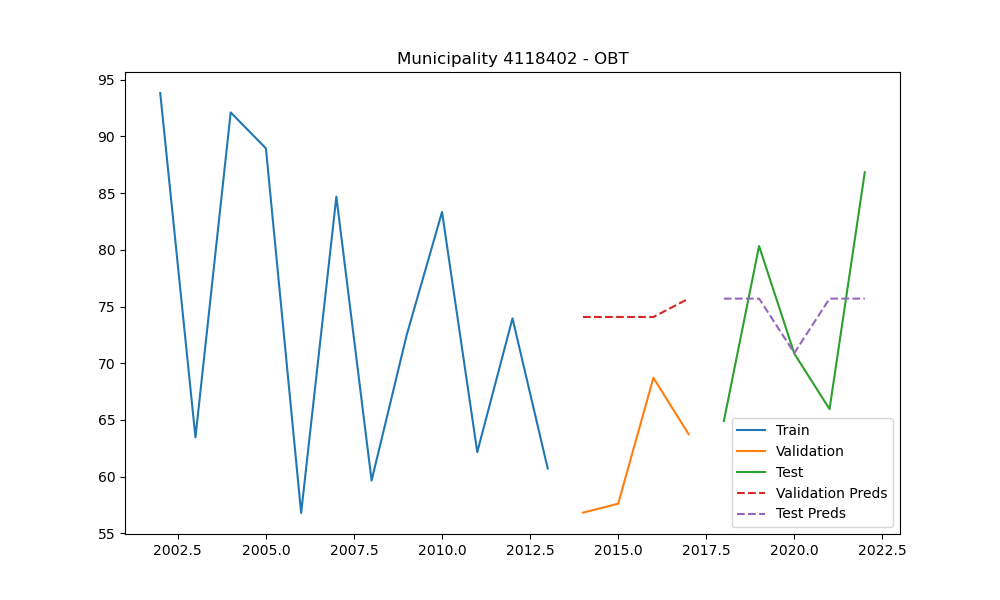 Municipality 4118402 - OBT
95
90
85
80
75
70
65
60
55
2002.5 2005.0 2007.5 2010.0 2012.5 2015.0 2017.5 2020.0 2022.5
Train
Validation
Test
Validation Preds
Test Preds